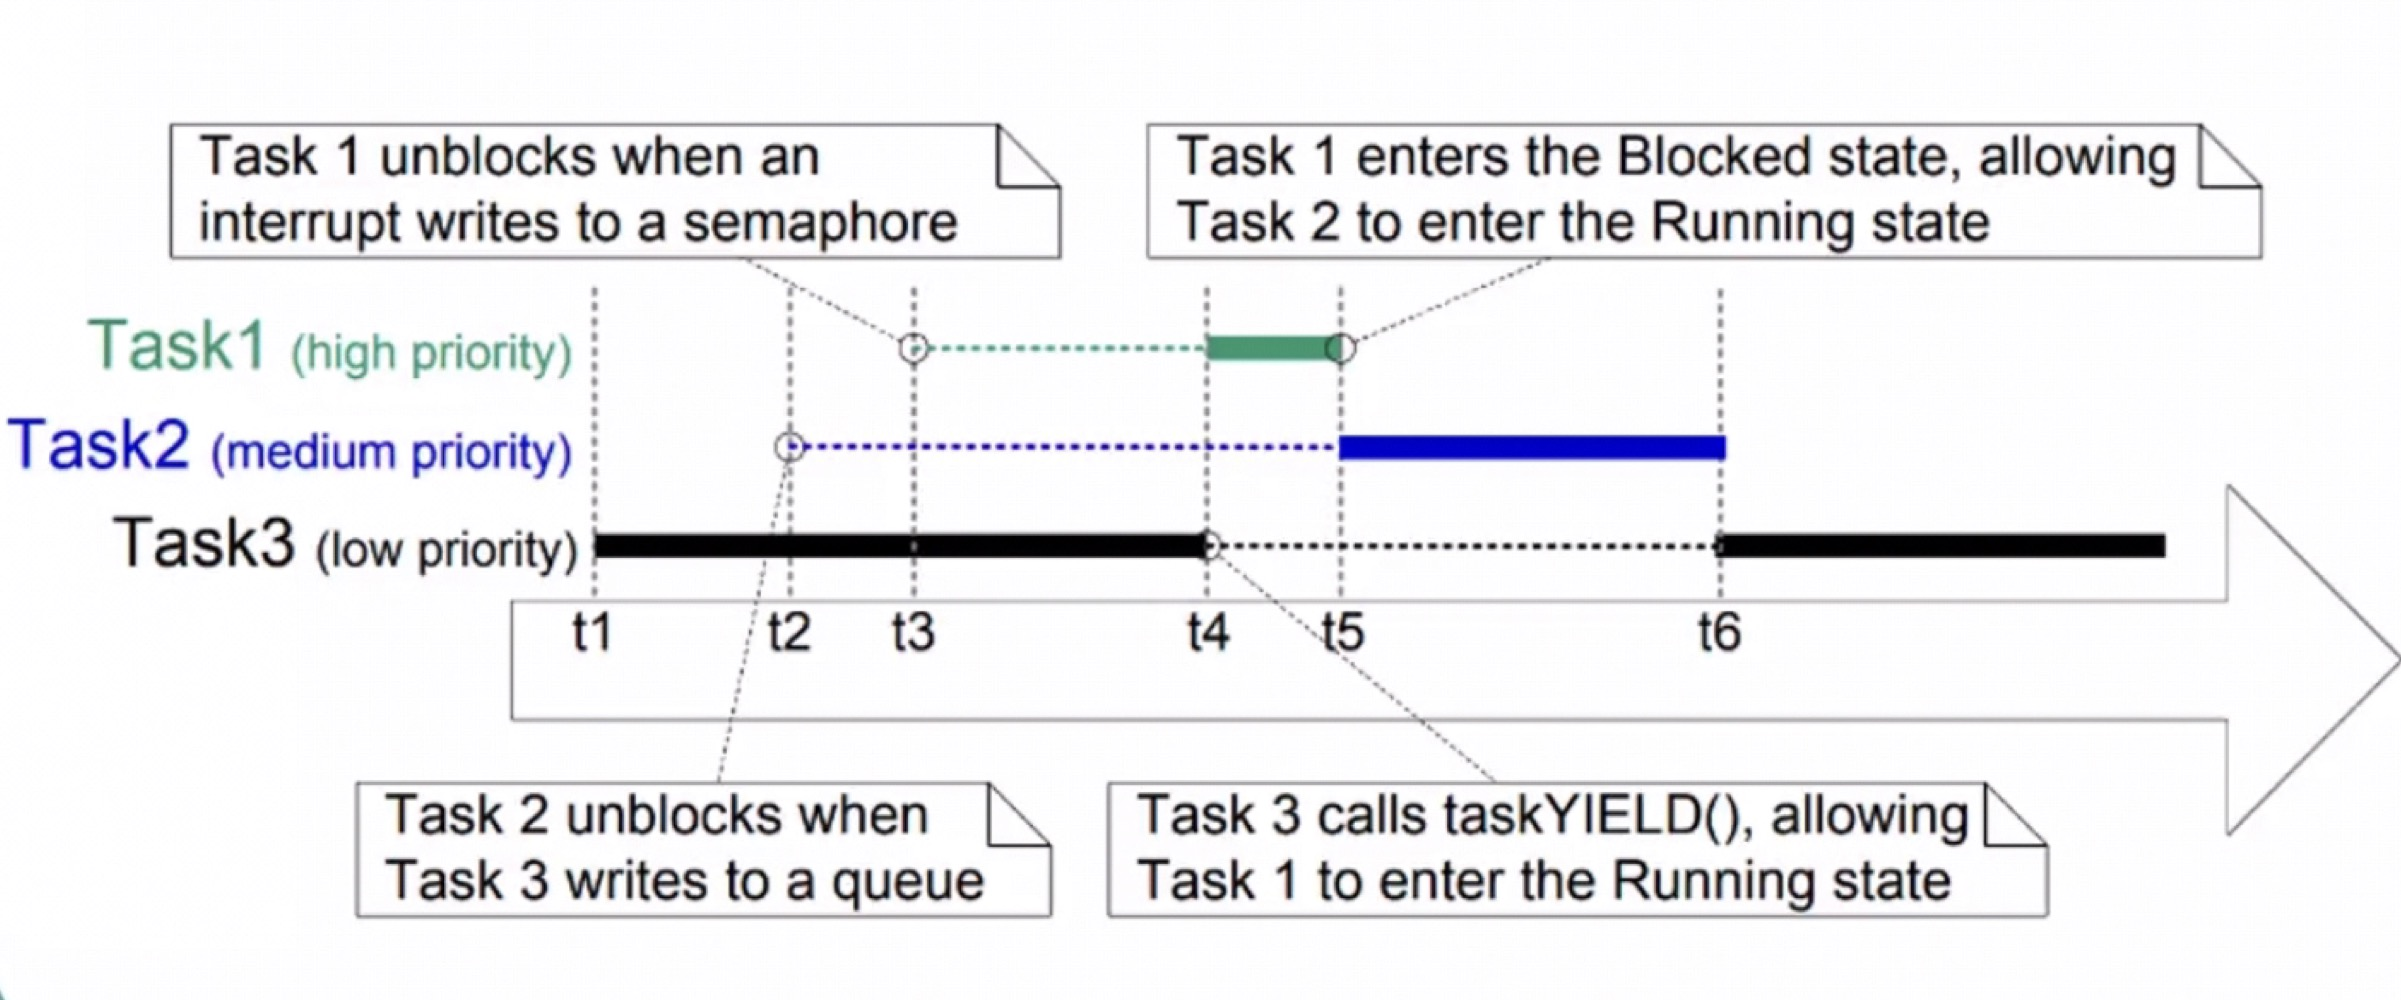 Task 1 unblocks when an
interrupt writes to a semaphore
Task 1 enters the Blocked state, allowing
Task 2 to enter the Running state
Task1 (high priority)
Task2 (medium priority)
Task3 (low priority)
t1 t2 t3 t4 t5 t6
Task 2 unblocks when
Task 3 writes to a queue
Task 3 calls taskYIELD(), allowing
Task 1 to enter the Running state